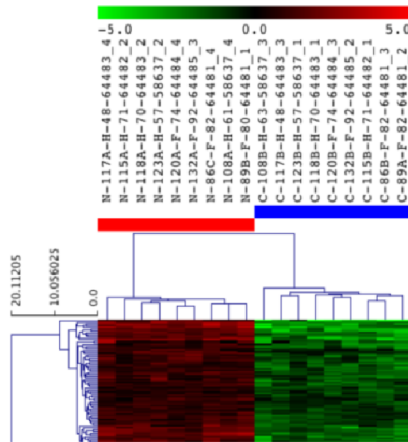 -5.0 0.0 5.0
N-117A-H-48-64483_4
N-115A-H-71-64482_2
N-118A-H-70-64483_2
N-123A-H-57-58637_2
N-120A-F-74-64484_4
N-132A-F-92-64485_3
N-86C-F-82-64481_4
N-108A-H-61-58637_4
N-89B-F-80-64481_1
C-108B-H-63-58637_3
C-117B-H-48-64483_3
C-123B-H-57-58637_1
C-118B-H-70-64483_1
C-120B-F-74-64484_3
C-132B-F-92-64485_2
C-115B-H-71-64482_1
C-86B-F-82-64481_3
C-89A-F-82-64481_2
20.11205
10.056025
0.0